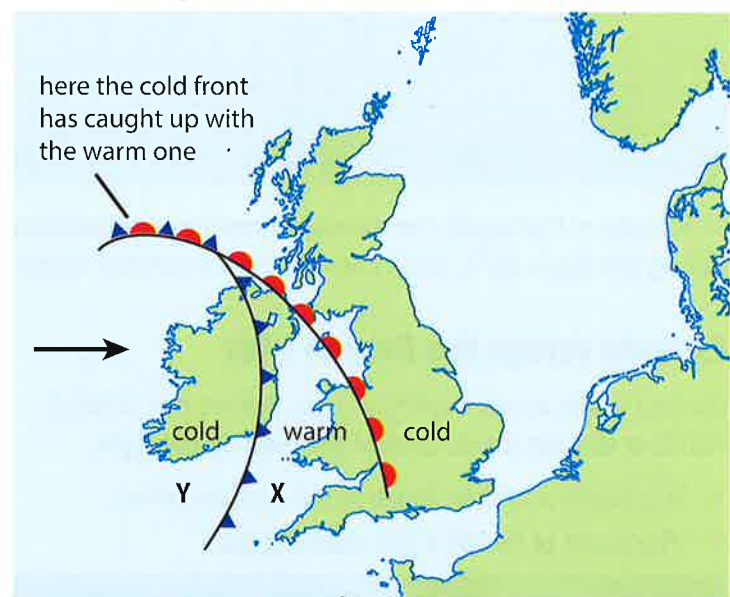 here the cold front
has caught up with
the warm one
cold warm cold
Y X